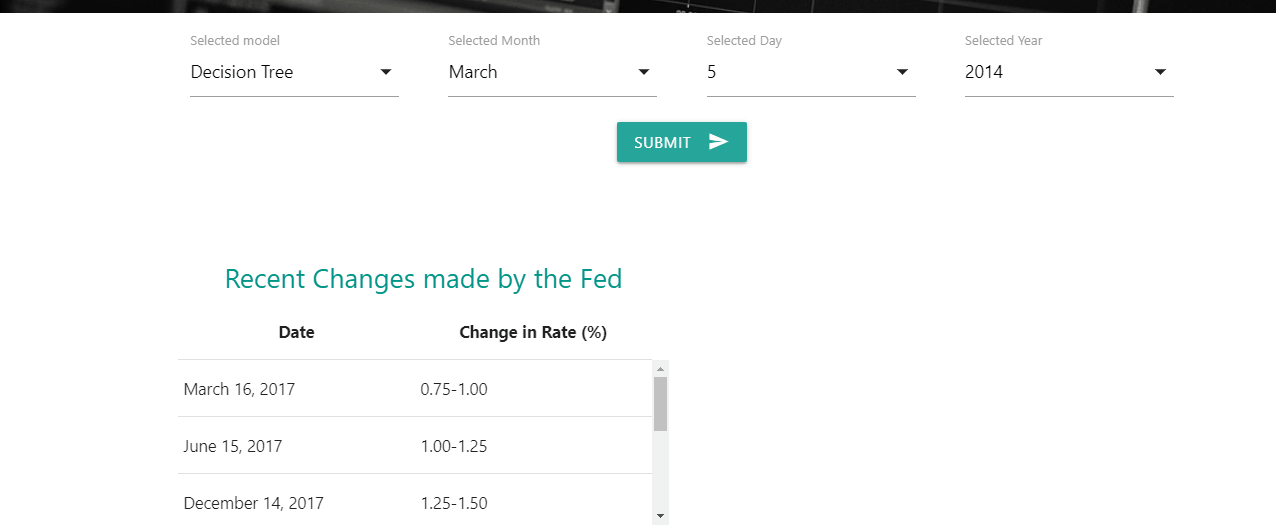 Selected model Selected Month Selected Day Selected Year
Decision Tree March 5 2014
SUBMIT
Recent Changes made by the Fed
Date Change in Rate (%)
March 16, 2017 0.75-1.00
June 15, 2017 1.00-1.25
December 14, 2017 1.25-1.50